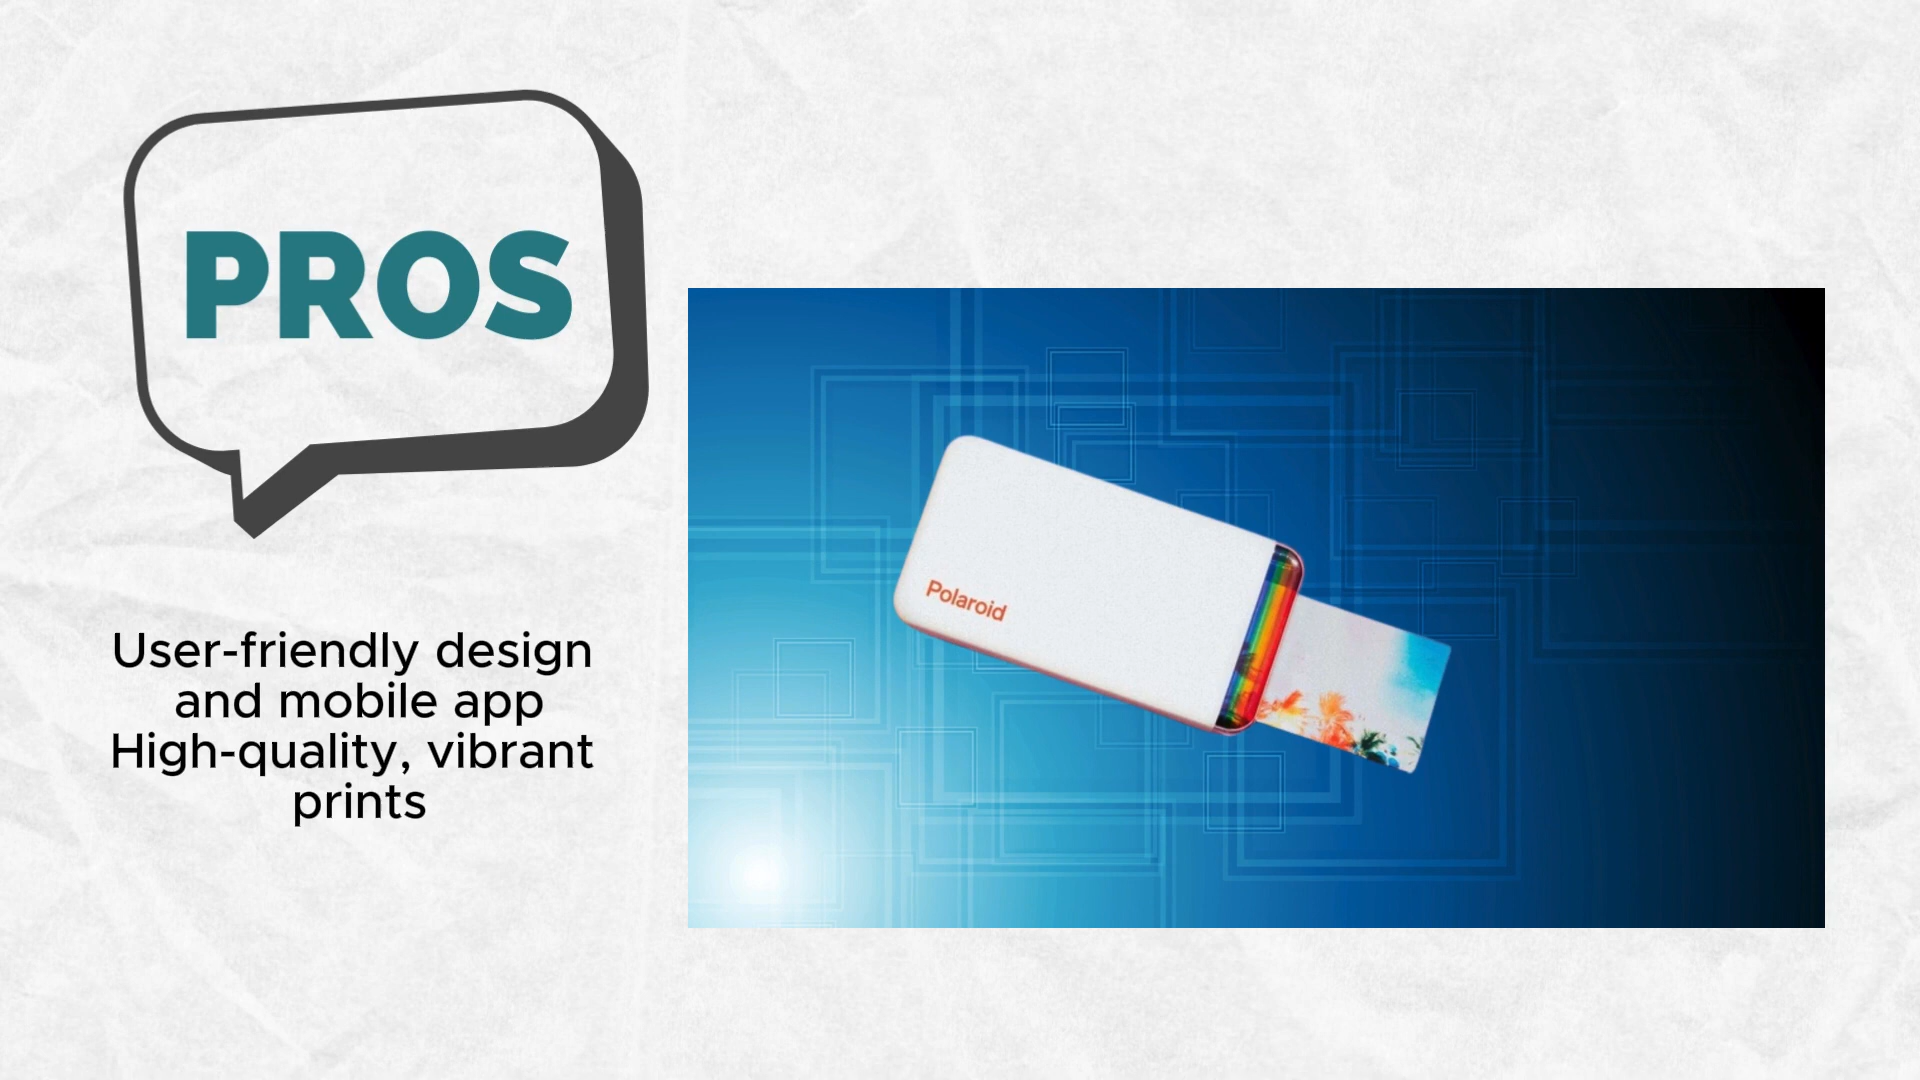 PROS
User-friendly design
and mobile app
High-quality, vibrant
prints
Polaroid